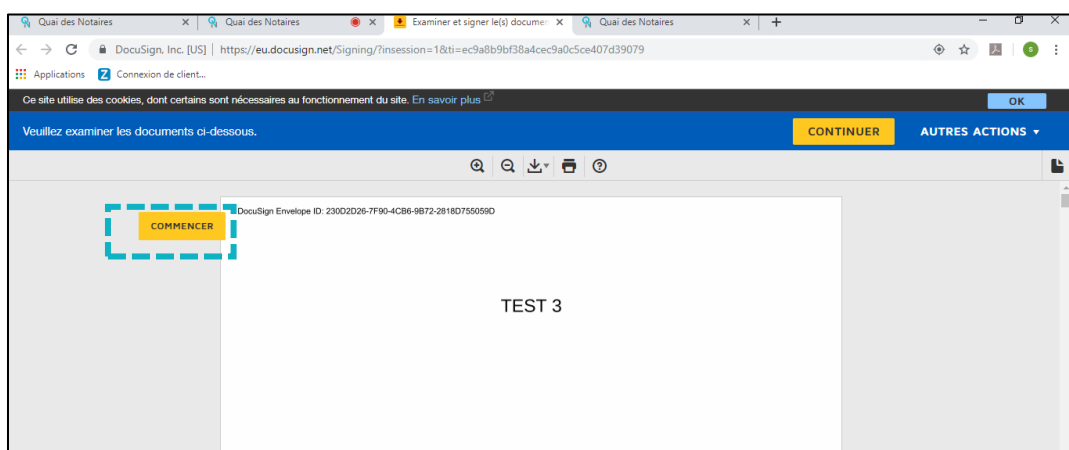 Quai des Notaires
Quai des Notaires
Examiner et signer le(s) documen
Quai des Notaires
DocuSign, Inc. [US] | https://eu.docusign.net/Signing/?insession=1&ti=ec9a8b9bf38a4cec9a0c5ce407d39079
s
Applications
Z Connexion de client...
Ce site utilise des cookies, dont certains sont nécessaires au fonctionnement du site. En savoir plus
OK
Veuillez examiner les documents ci-dessous.
CONTINUER
AUTRES ACTIONS
COMMENCER
DocuSign Envelope ID: 230D2D26-7F90-4CB6-9B72-2818D755059D
TEST 3